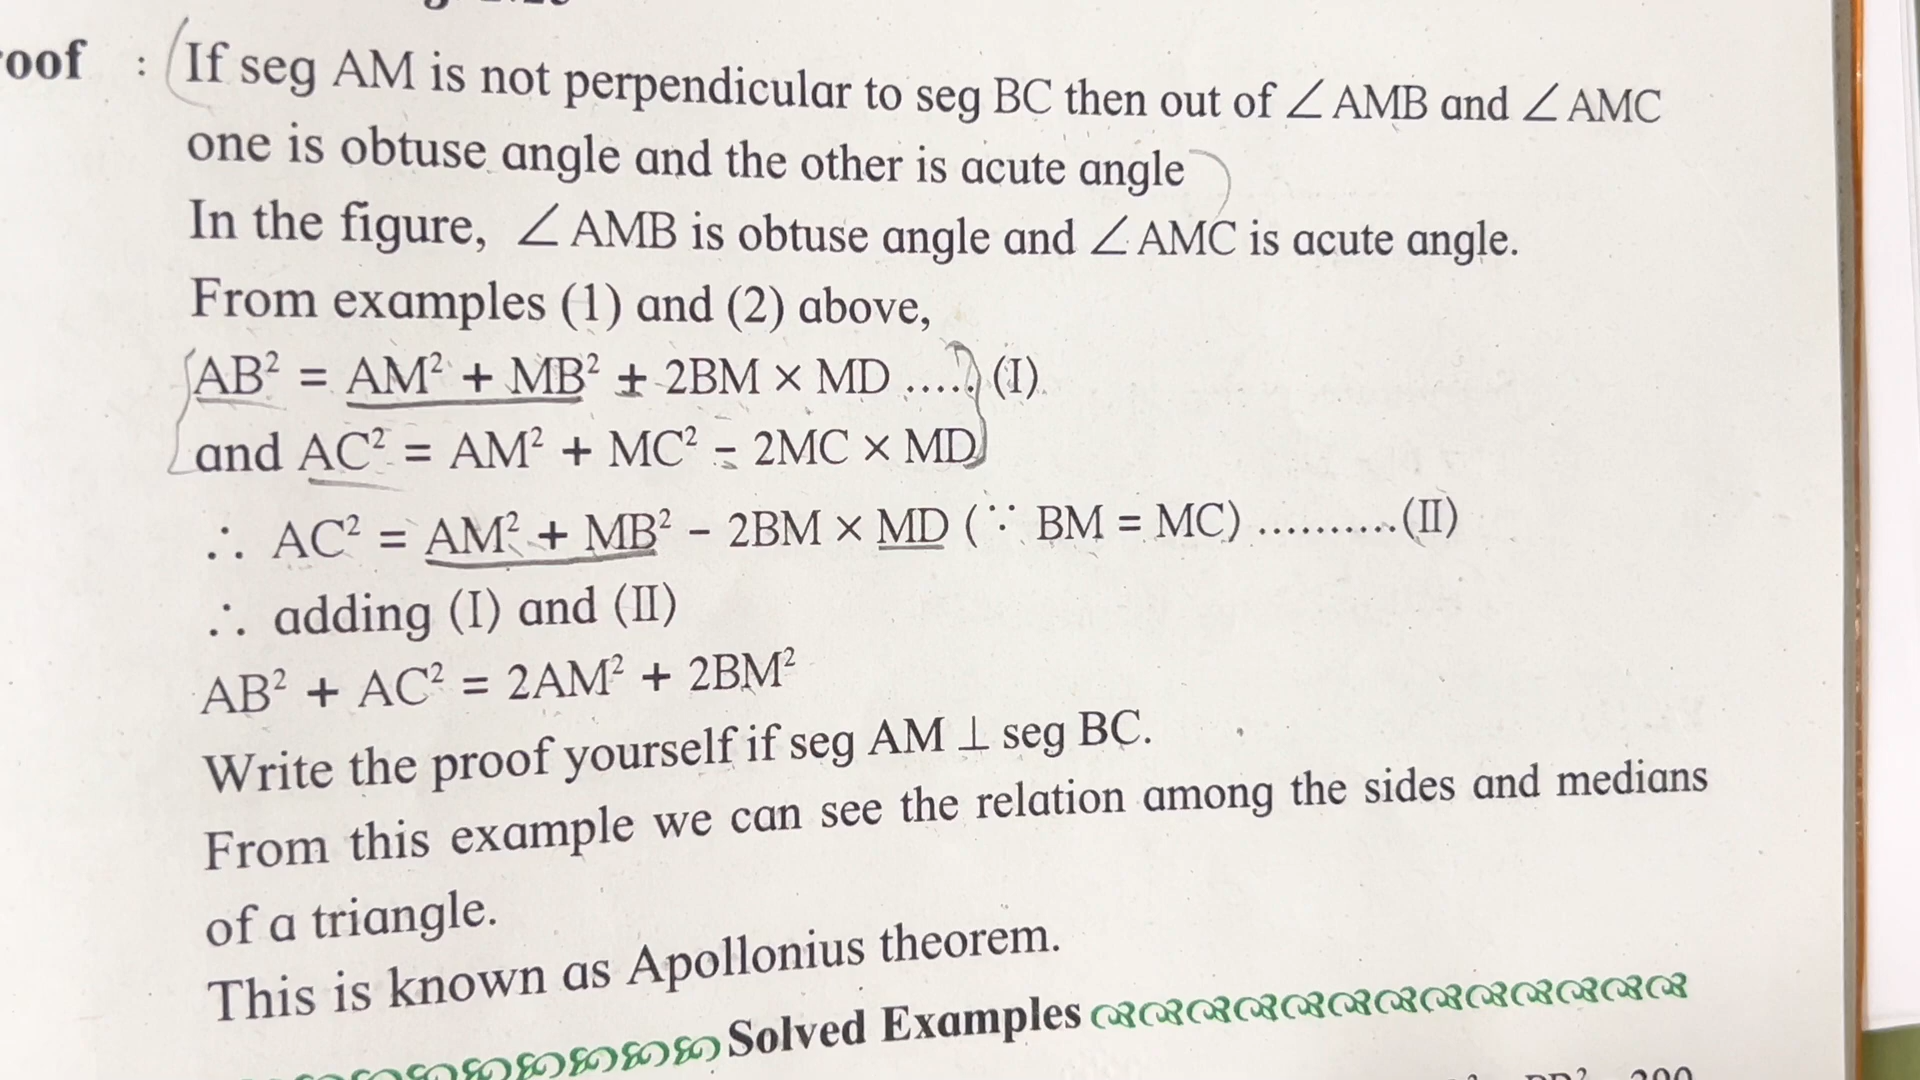 oof : If seg AM is not perpendicular to seg BC then out of ∠AMB and ∠AMC
one is obtuse angle and the other is acute angle
In the figure, ∠AMB is obtuse angle and ∠AMC is acute angle.
From examples (1) and (2) above,
AB² = AM² + MB² + 2BM × MD ..... (I)
and AC² = AM² + MC² - 2MC × MD
∴ AC² = AM² + MB² - 2BM × MD (∵ BM = MC) ..........(II)
∴ adding (I) and (II)
AB² + AC² = 2AM² + 2BM²
Write the proof yourself if seg AM ⊥ seg BC.
From this example we can see the relation among the sides and medians
of a triangle.
This is known as Apollonius theorem.
Solved Examples